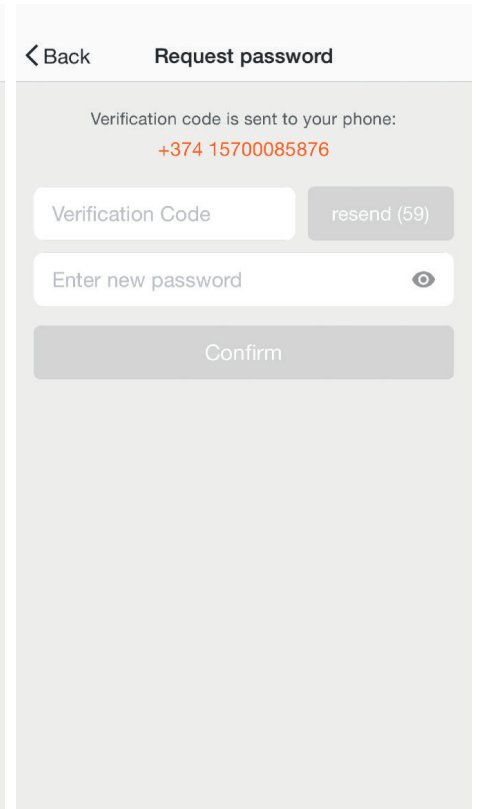 Back Request password
Verification code is sent to your phone:
+374 15700085876
Verification Code resend (59)
Enter new password
Confirm